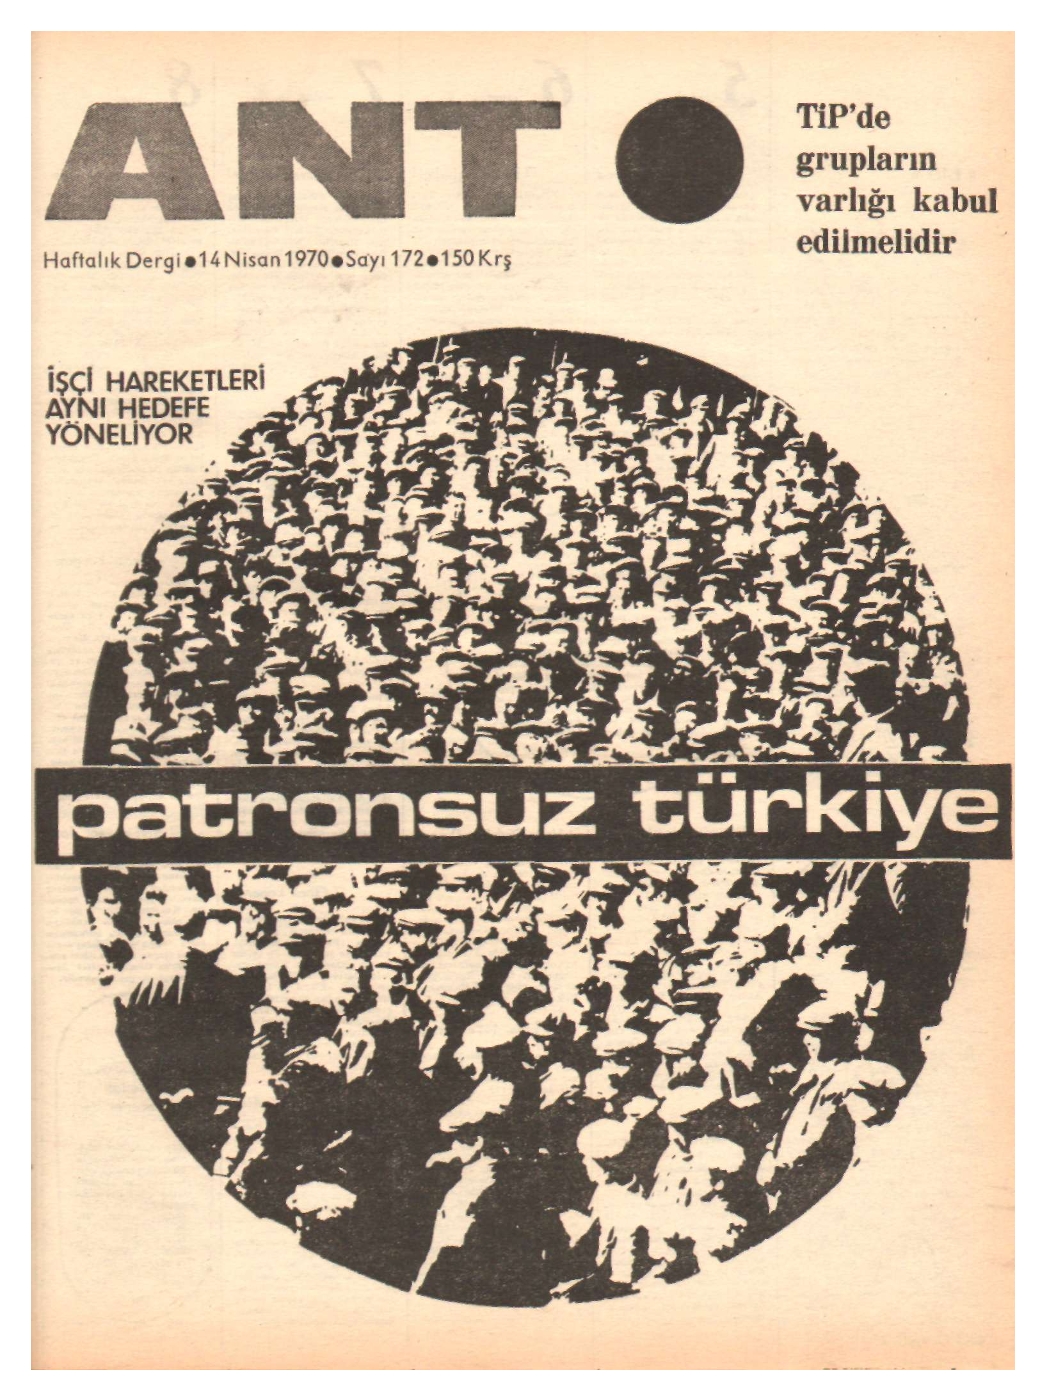 ANT
TiP'de
grupların
varlığı kabul
edilmelidir
Haftalık Dergi●14 Nisan 1970●Sayı 172●150 Krş
İŞÇİ HAREKETLERİ
AYNI HEDEFE
YÖNELİYOR
patronsuz türkiye